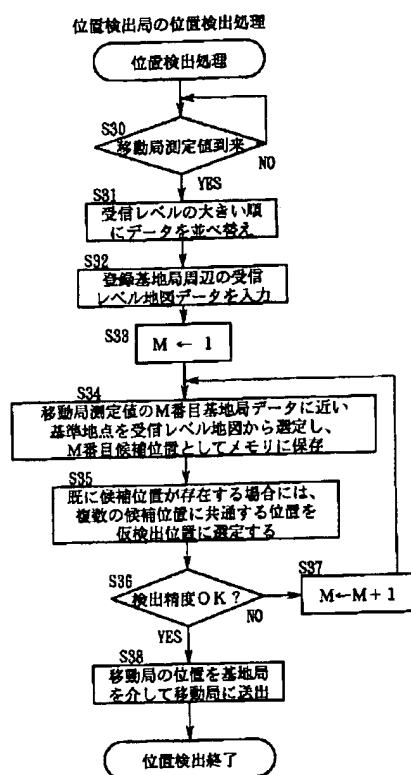 位置検出局の位置検出処理
位置検出処理
S30
移動局測定値到来
NO
YES
S31
受信レベルの大きい順
にデータを並べ替え
S32
登録基地局周辺の受信
レベル地図データを入力
S33
M ← 1
S34
移動局測定値のM番目基地局データに近い
基準地点を受信レベル地図から選定し、
M番目候補位置としてメモリに保存
S35
既に候補位置が存在する場合には、
複数の候補位置に共通する位置を
仮検出位置に選定する
S36
検出精度OK?
NO
S37
M←M+1
YES
S38
移動局の位置を基地局
を介して移動局に送出
位置検出終了